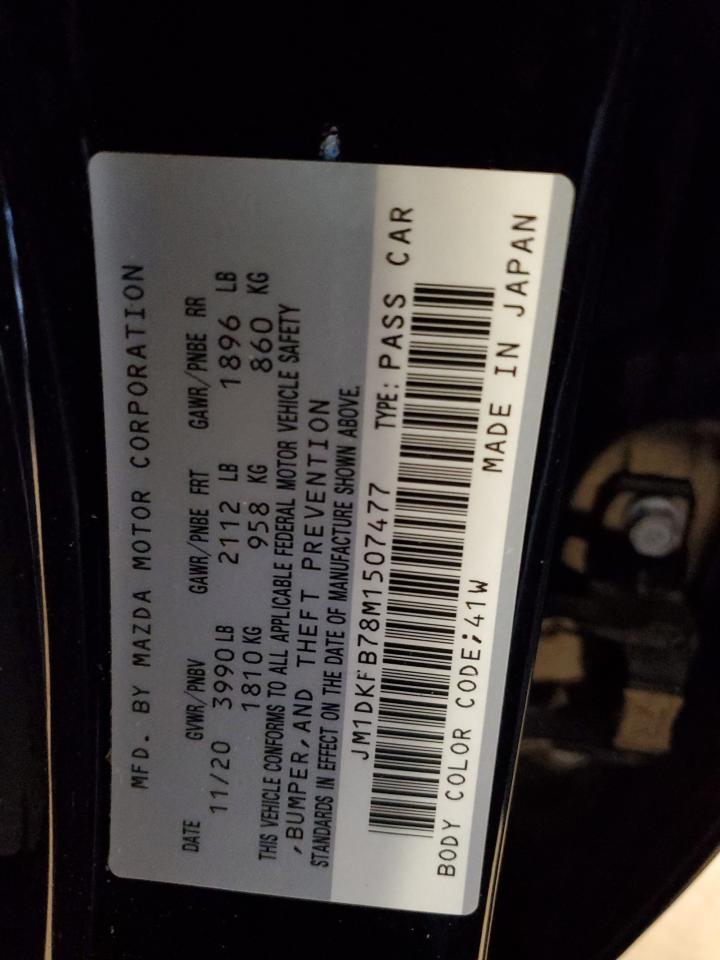 MFD. BY MAZDA MOTOR CORPORATION
DATE GVWR/PNBV GAWR/PNBE FRT GAWR/PNBE RR
11/20 3990 LB 2112 LB 1896 LB
1810 KG 958 KG 860 KG
THIS VEHICLE CONFORMS TO ALL APPLICABLE FEDERAL MOTOR VEHICLE SAFETY
,BUMPER,AND THEFT PREVENTION
STANDARDS IN EFFECT ON THE DATE OF MANUFACTURE SHOWN ABOVE.
JM1DKFB78M1507477 TYPE: PASS CAR
BODY COLOR CODE;41W MADE IN JAPAN